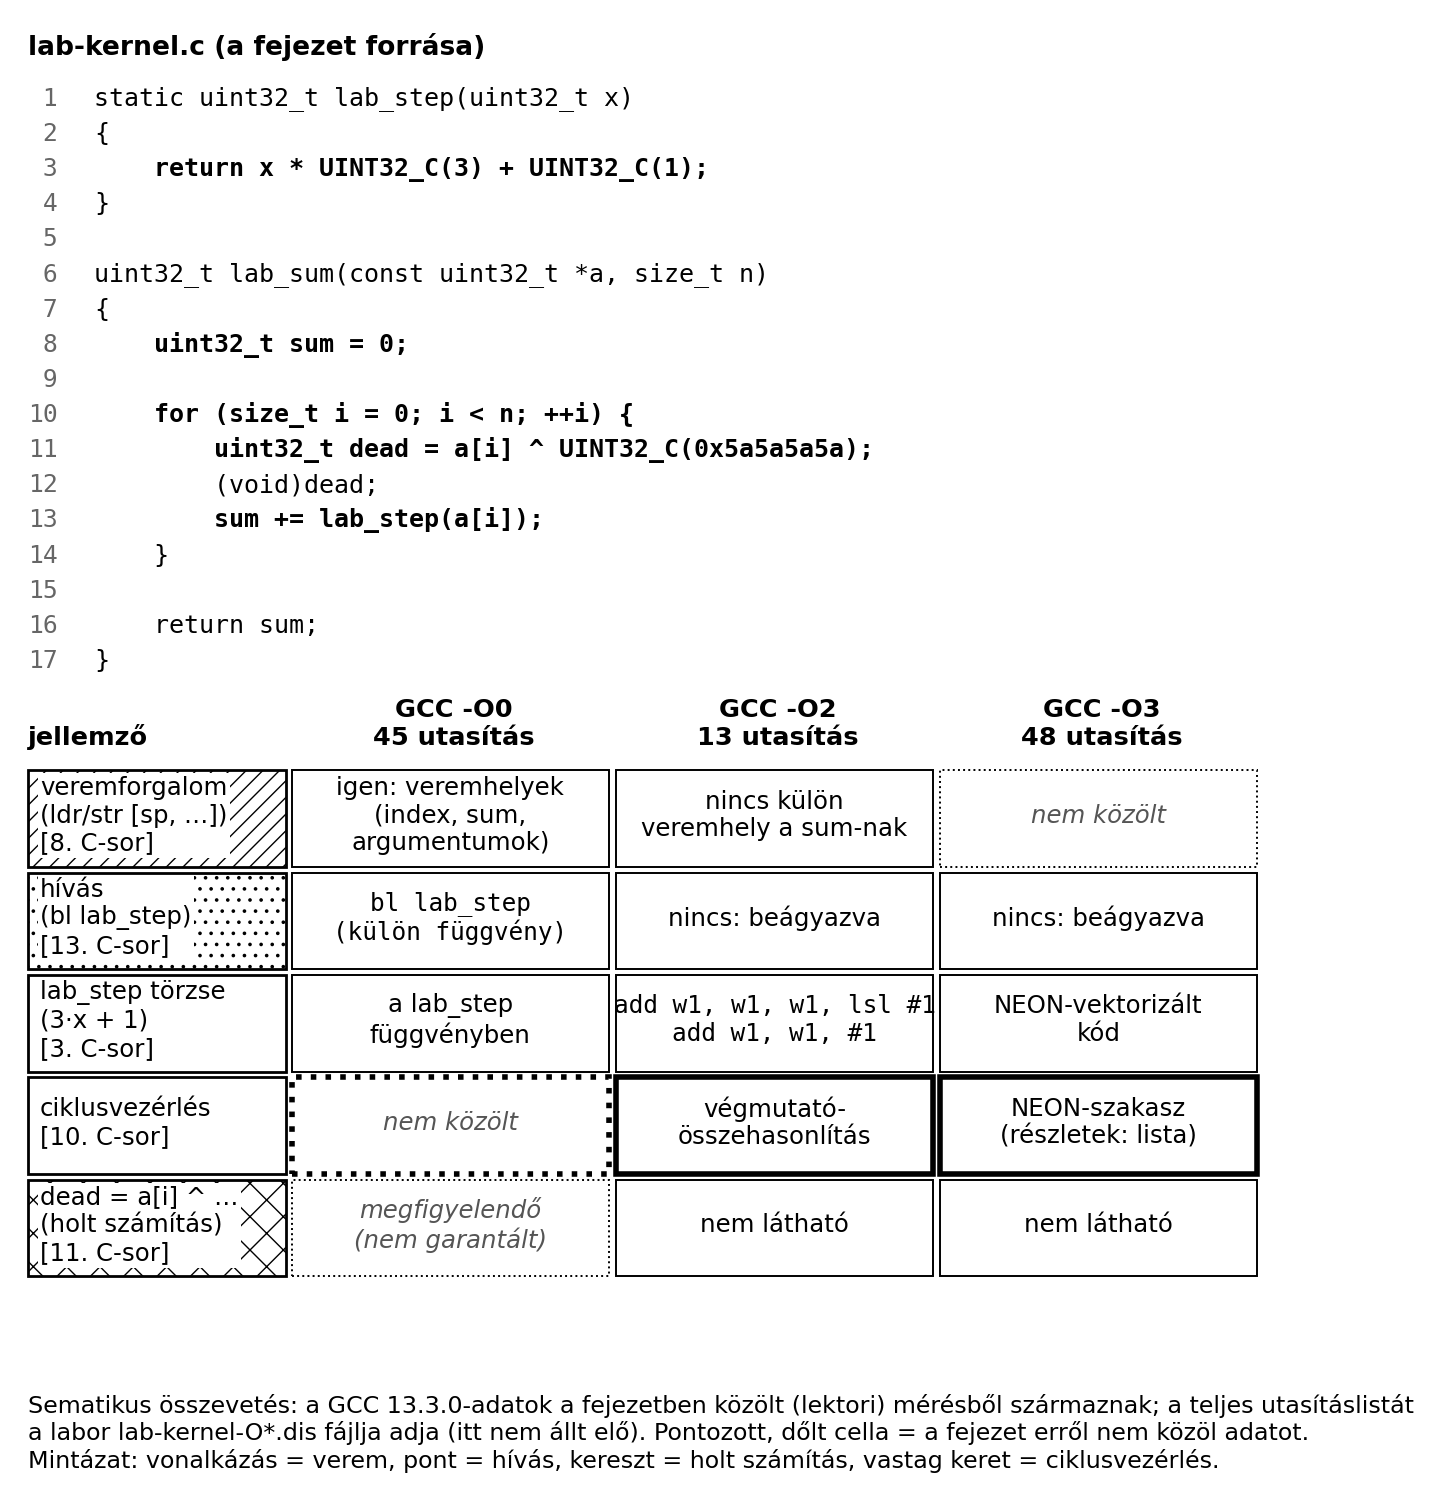 lab-kernel.c (a fejezet forrása)
1 static uint32_t lab_step(uint32_t x)
2 {
3     return x * UINT32_C(3) + UINT32_C(1);
4 }
5
6 uint32_t lab_sum(const uint32_t *a, size_t n)
7 {
8     uint32_t sum = 0;
9
10     for (size_t i = 0; i < n; ++i) {
11         uint32_t dead = a[i] ^ UINT32_C(0x5a5a5a5a);
12         (void)dead;
13         sum += lab_step(a[i]);
14     }
15
16     return sum;
17 }
jellemző
GCC -O0
45 utasítás
GCC -O2
13 utasítás
GCC -O3
48 utasítás
veremforgalom
(ldr/str [sp, …])
[8. C-sor]
igen: veremhelyek
(index, sum,
argumentumok)
nincs külön
veremhely a sum-nak
nem közölt
hívás
(bl lab_step)
[13. C-sor]
bl lab_step
(külön függvény)
nincs: beágyazva
nincs: beágyazva
lab_step törzse
(3·x + 1)
[3. C-sor]
a lab_step
függvényben
add w1, w1, w1, lsl #1
add w1, w1, #1
NEON-vektorizált
kód
ciklusvezérlés
[10. C-sor]
nem közölt
végmutató-
összehasonlítás
NEON-szakasz
(részletek: lista)
dead = a[i] ^ …
(holt számítás)
[11. C-sor]
megfigyelendő
(nem garantált)
nem látható
nem látható
Sematikus összevetés: a GCC 13.3.0-adatok a fejezetben közölt (lektori) mérésből származnak; a teljes utasításlistát
a labor lab-kernel-O*.dis fájlja adja (itt nem állt elő). Pontozott, dőlt cella = a fejezet erről nem közöl adatot.
Mintázat: vonalkázás = verem, pont = hívás, kereszt = holt számítás, vastag keret = ciklusvezérlés.